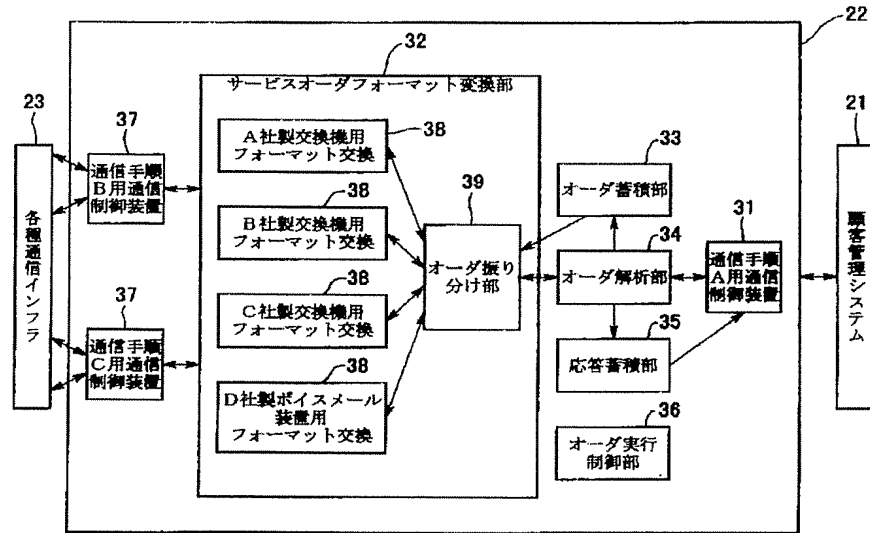 22
32
サービスオーダフォーマット変換部
23
各種通信インフラ
37
通信手順
B用通信
制御装置
37
通信手順
C用通信
制御装置
38
A社製交換機用
フォーマット交換
38
B社製交換機用
フォーマット交換
38
C社製交換機用
フォーマット交換
38
D社製ボイスメール
装置用
フォーマット交換
39
オーダ振り
分け部
33
オーダ蓄積部
34
オーダ解析部
35
応答蓄積部
36
オーダ実行
制御部
31
通信手順
A用通信
制御装置
21
顧客管理システム